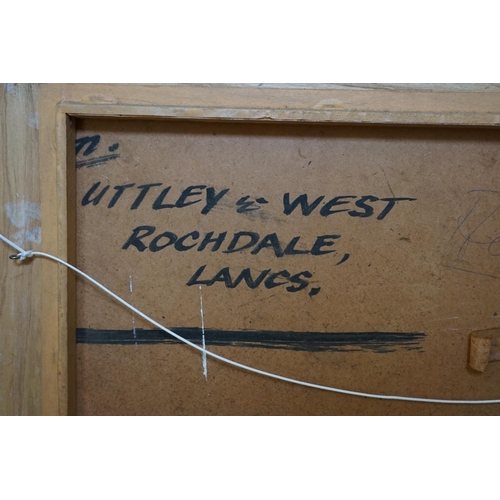 n.
UTTLEY & WEST
ROCHDALE,
LANCS.